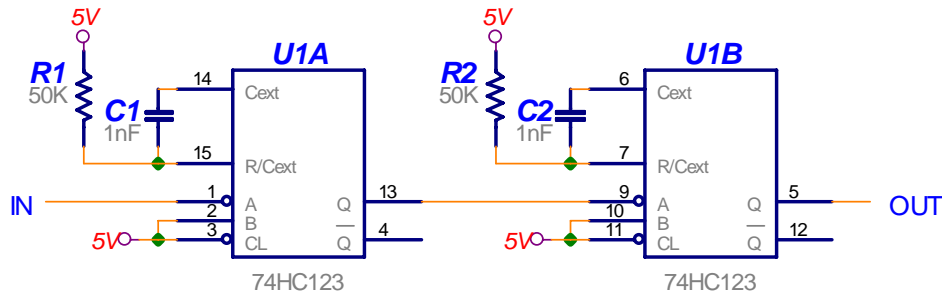 5V
R1
50K
C1
1nF
14
15
U1A
Cext
R/Cext
IN
1
2
3
A
B
CL
Q
Q
13
4
5V
74HC123
5V
R2
50K
C2
1nF
6
7
U1B
Cext
R/Cext
9
10
11
A
B
CL
Q
Q
5
12
OUT
5V
74HC123